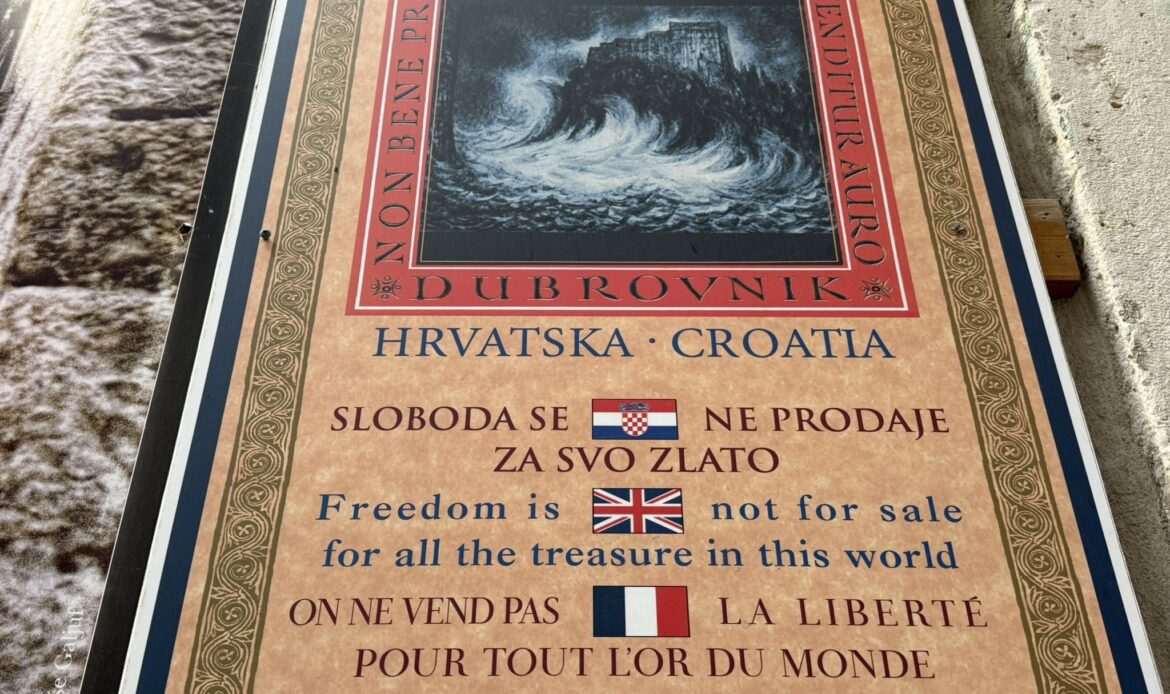 NON BENE PR
ENDITUR AURO
DUBROVNIK
HRVATSKA · CROATIA
SLOBODA SE NE PRODAJE
ZA SVO ZLATO
Freedom is not for sale
for all the treasure in this world
ON NE VEND PAS LA LIBERTÉ
POUR TOUT L'OR DU MONDE